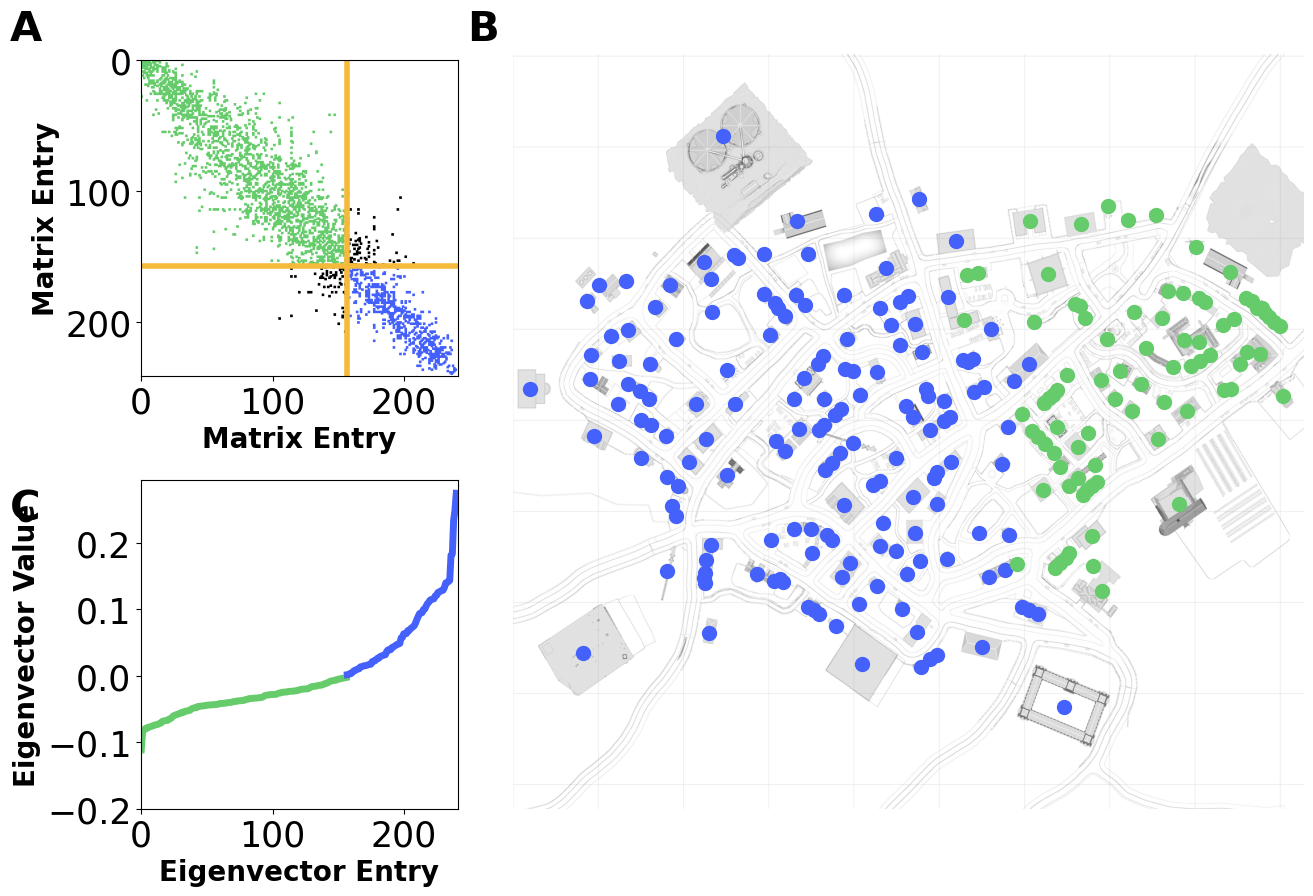 A
0
100
200
Matrix Entry
0 100 200
Matrix Entry
B
C
0.2
0.1
0.0
−0.1
−0.2
Eigenvector Value
0 100 200
Eigenvector Entry